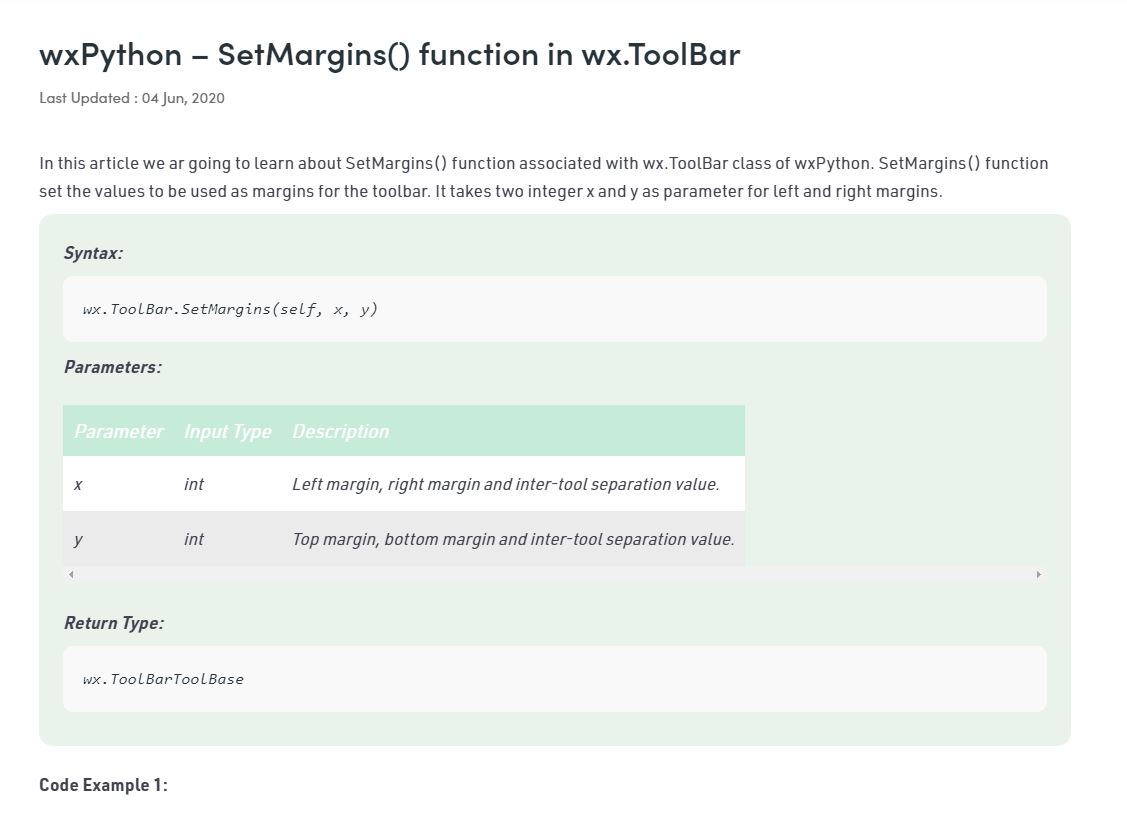 wxPython – SetMargins() function in wx.ToolBar
Last Updated : 04 Jun, 2020
In this article we ar going to learn about SetMargins() function associated with wx.ToolBar class of wxPython. SetMargins() function
set the values to be used as margins for the toolbar. It takes two integer x and y as parameter for left and right margins.
Syntax:
wx.ToolBar.SetMargins(self, x, y)
Parameters:
Parameter Input Type Description
x int Left margin, right margin and inter-tool separation value.
y int Top margin, bottom margin and inter-tool separation value.
Return Type:
wx.ToolBarToolBase
Code Example 1: